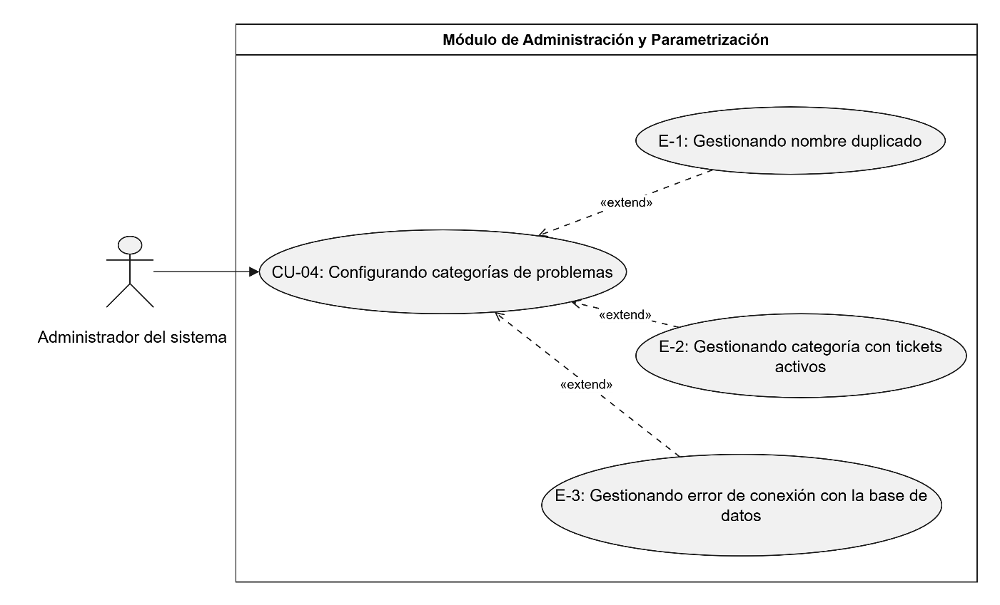 Módulo de Administración y Parametrización
E-1: Gestionando nombre duplicado
«extend»
CU-04: Configurando categorías de problemas
Administrador del sistema
«extend»
E-2: Gestionando categoría con tickets
activos
«extend»
E-3: Gestionando error de conexión con la base de
datos